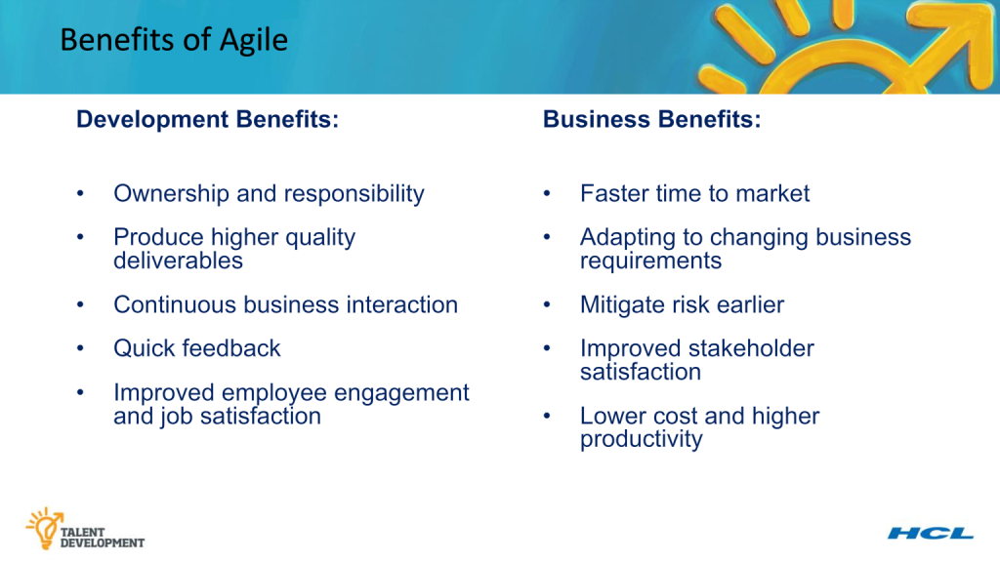 Benefits of Agile
Development Benefits:
• Ownership and responsibility
• Produce higher quality
deliverables
• Continuous business interaction
• Quick feedback
• Improved employee engagement
and job satisfaction
Business Benefits:
• Faster time to market
• Adapting to changing business
requirements
• Mitigate risk earlier
• Improved stakeholder
satisfaction
• Lower cost and higher
productivity
TALENT
DEVELOPMENT
HCL